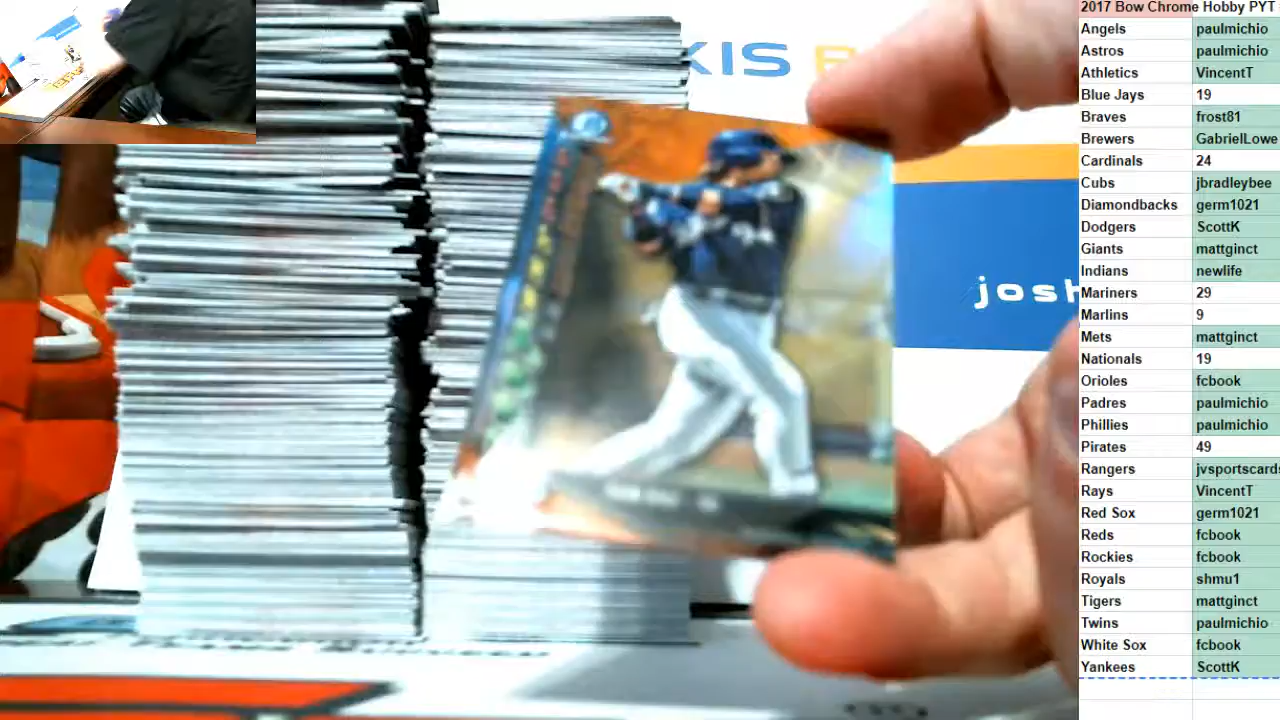 2017 Bow Chrome Hobby PYT
Angels paulmichio
Astros paulmichio
Athletics VincentT
Blue Jays 19
Braves frost81
Brewers GabrielLowe
Cardinals 24
Cubs jbradleybee
Diamondbacks germ1021
Dodgers ScottK
Giants mattginct
Indians newlife
Mariners 29
Marlins 9
Mets mattginct
Nationals 19
Orioles fcbook
Padres paulmichio
Phillies paulmichio
Pirates 49
Rangers jvsportscards
Rays VincentT
Red Sox germ1021
Reds fcbook
Rockies fcbook
Royals shmu1
Tigers mattginct
Twins paulmichio
White Sox fcbook
Yankees ScottK
KIS
josh